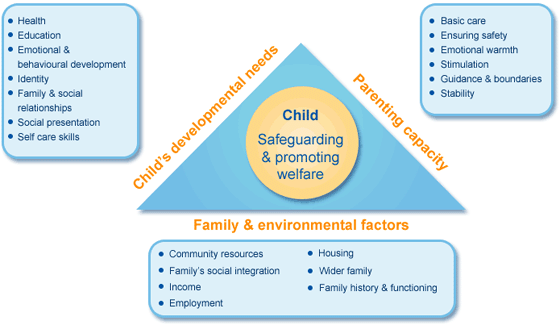 • Health
• Education
• Emotional &
behavioural development
• Identity
• Family & social
relationships
• Social presentation
• Self care skills
• Basic care
• Ensuring safety
• Emotional warmth
• Stimulation
• Guidance & boundaries
• Stability
Child's developmental needs
Parenting capacity
Child
Safeguarding
& promoting
welfare
Family & environmental factors
• Community resources
• Family's social integration
• Income
• Employment
• Housing
• Wider family
• Family history & functioning